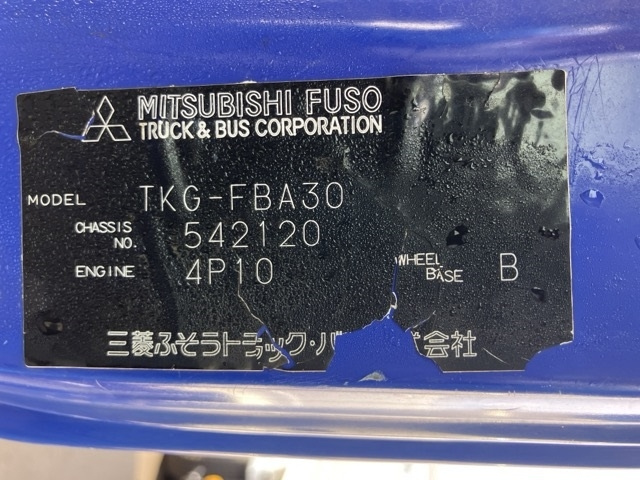 MITSUBISHI FUSO
TRUCK & BUS CORPORATION
MODEL TKG-FBA30
CHASSIS NO. 542120
ENGINE 4P10 WHEEL BASE B
三菱ふそうトラック・バ 式会社